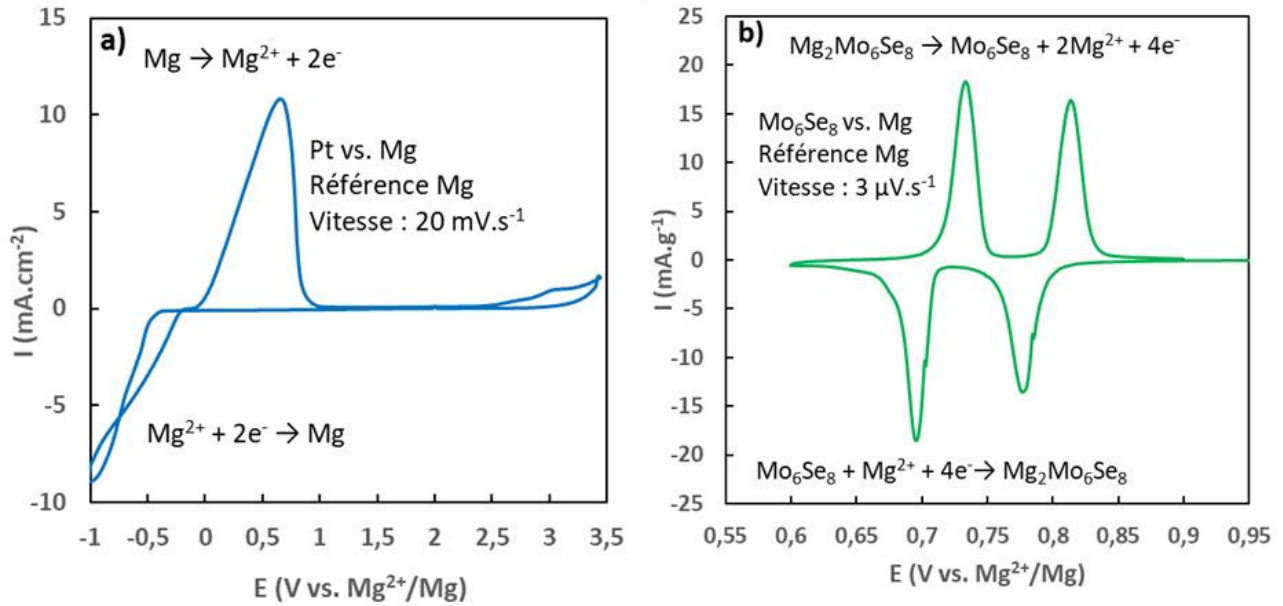 a)
Mg → Mg²⁺ + 2e⁻
Pt vs. Mg
Référence Mg
Vitesse : 20 mV.s⁻¹
Mg²⁺ + 2e⁻ → Mg
I (mA.cm⁻²)
15
10
5
0
-5
-10
-1 -0,5 0 0,5 1 1,5 2 2,5 3 3,5
E (V vs. Mg²⁺/Mg)
b)
Mg₂Mo₆Se₈ → Mo₆Se₈ + 2Mg²⁺ + 4e⁻
Mo₆Se₈ vs. Mg
Référence Mg
Vitesse : 3 µV.s⁻¹
Mo₆Se₈ + Mg²⁺ + 4e⁻→ Mg₂Mo₆Se₈
I (mA.g⁻¹)
25
20
15
10
5
0
-5
-10
-15
-20
-25
0,55 0,6 0,65 0,7 0,75 0,8 0,85 0,9 0,95
E (V vs. Mg²⁺/Mg)